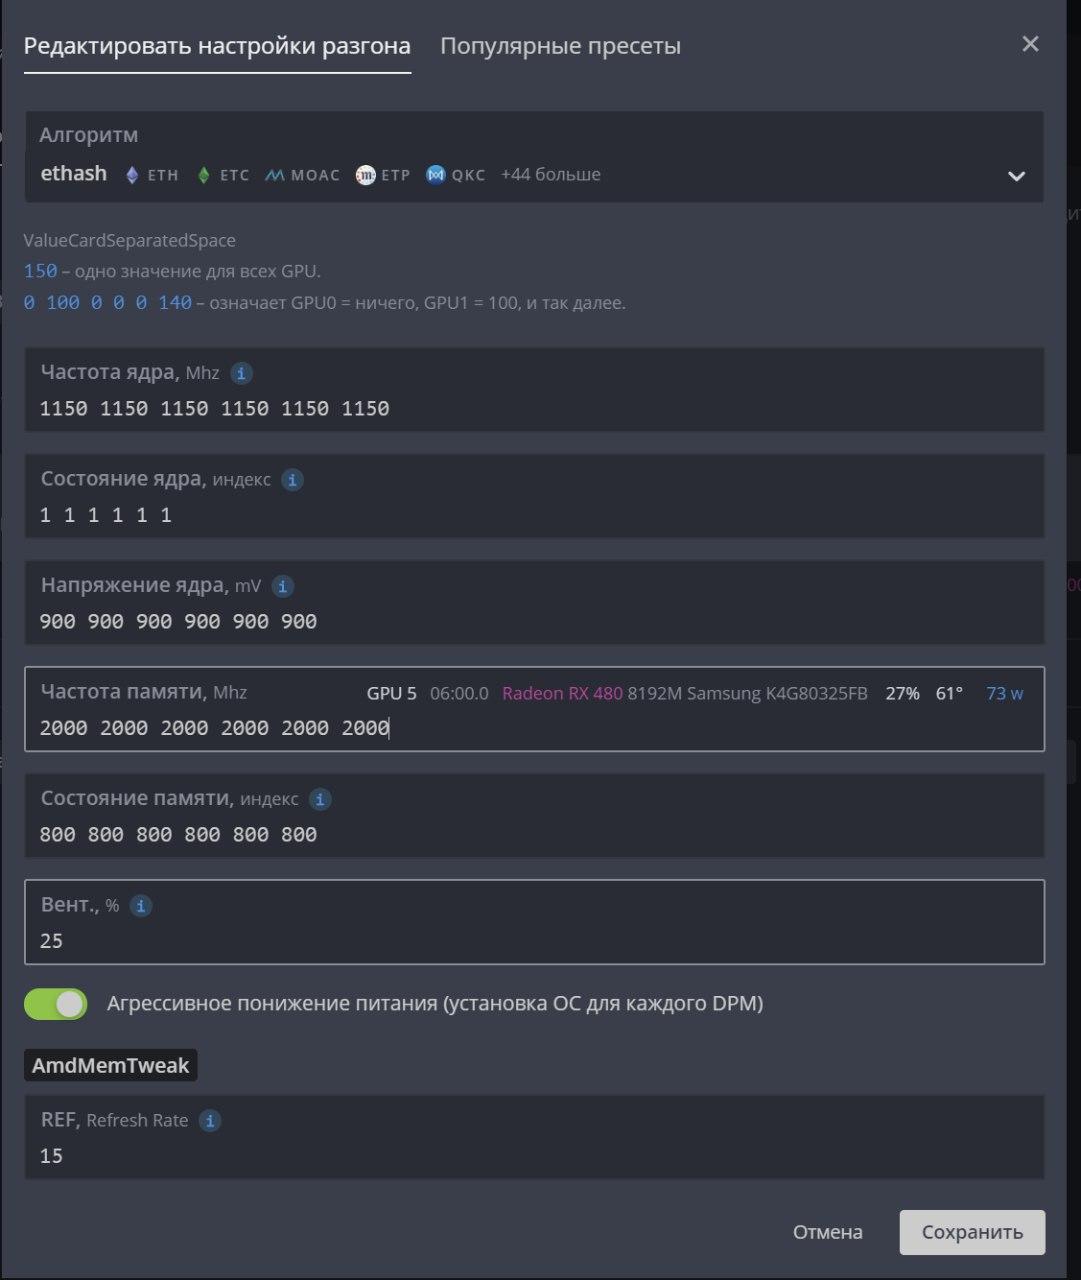 Редактировать настройки разгона Популярные пресеты
Алгоритм
ethash ETH ETC MOAC ETP QKC +44 больше
ValueCardSeparatedSpace
150 – одно значение для всех GPU.
0 100 0 0 0 140 – означает GPU0 = ничего, GPU1 = 100, и так далее.
Частота ядра, Mhz i
1150 1150 1150 1150 1150 1150
Состояние ядра, индекс i
1 1 1 1 1 1
Напряжение ядра, mV i
900 900 900 900 900 900
Частота памяти, Mhz GPU 5 06:00.0 Radeon RX 480 8192M Samsung K4G80325FB 27% 61° 73 w
2000 2000 2000 2000 2000 2000
Состояние памяти, индекс i
800 800 800 800 800 800
Вент., % i
25
Агрессивное понижение питания (установка ОС для каждого DPM)
AmdMemTweak
REF, Refresh Rate i
15
Отмена Сохранить